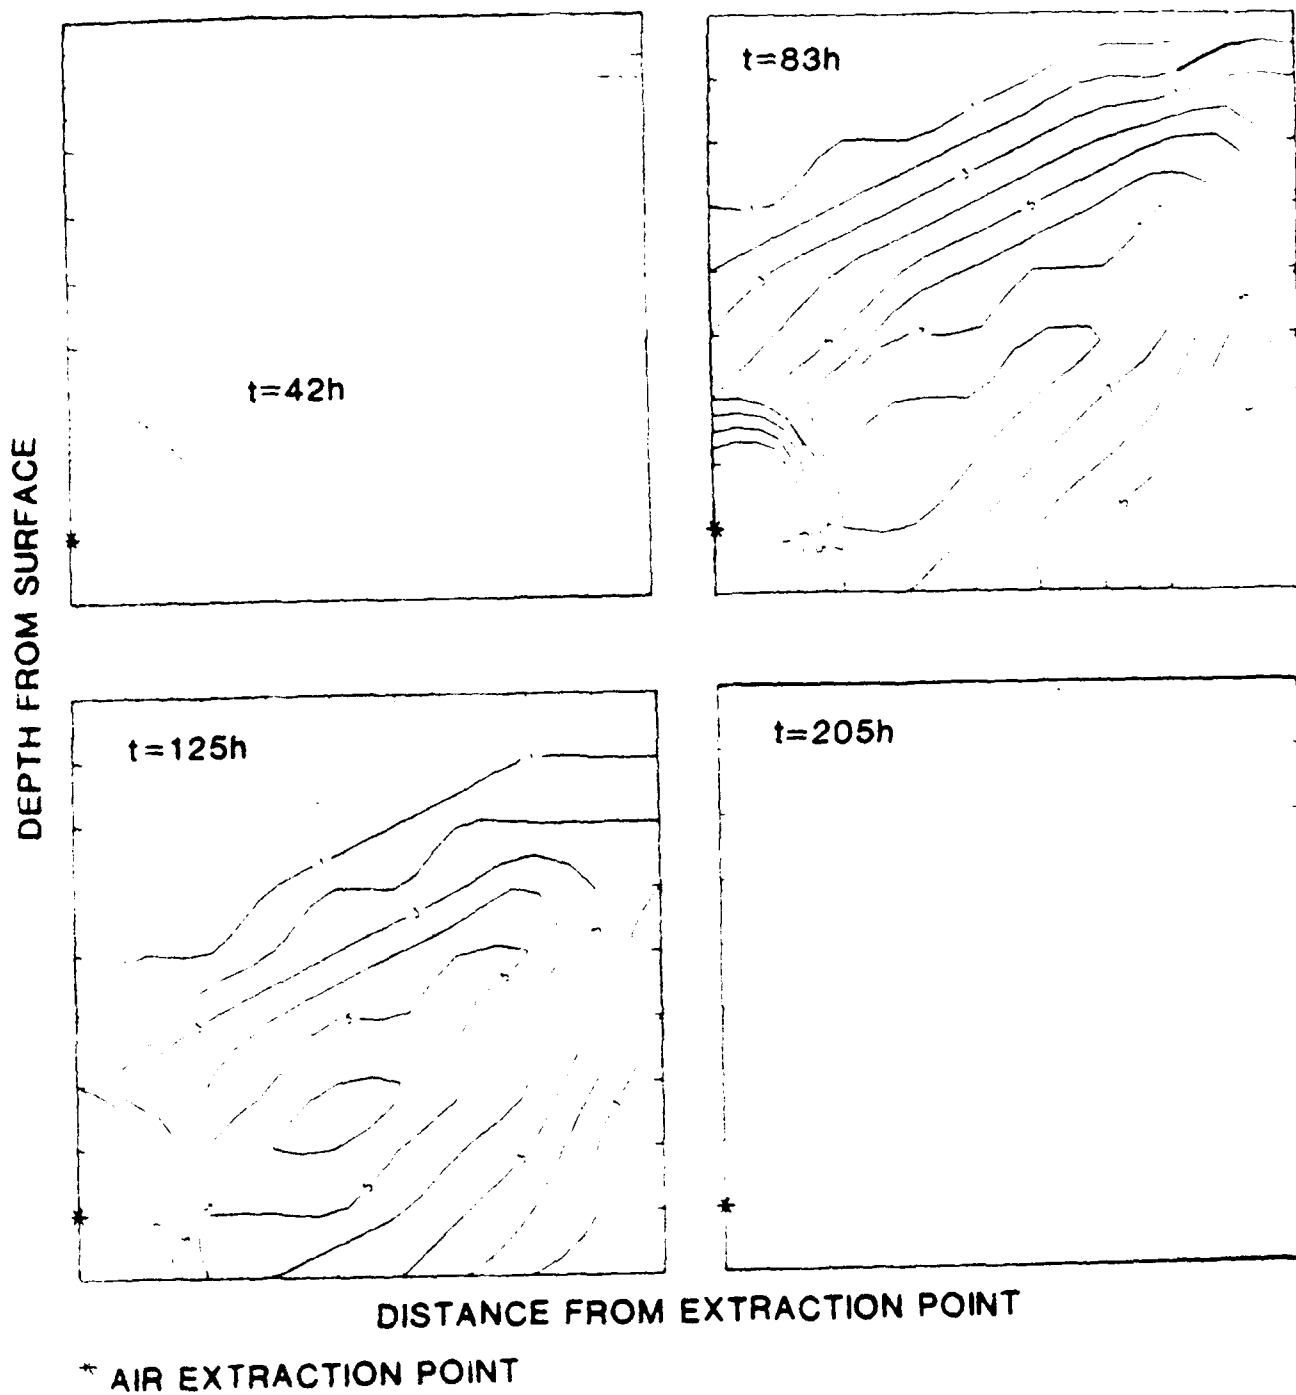 t=83h
t=42h
DEPTH FROM SURFACE
t=125h
t=205h
DISTANCE FROM EXTRACTION POINT
* AIR EXTRACTION POINT